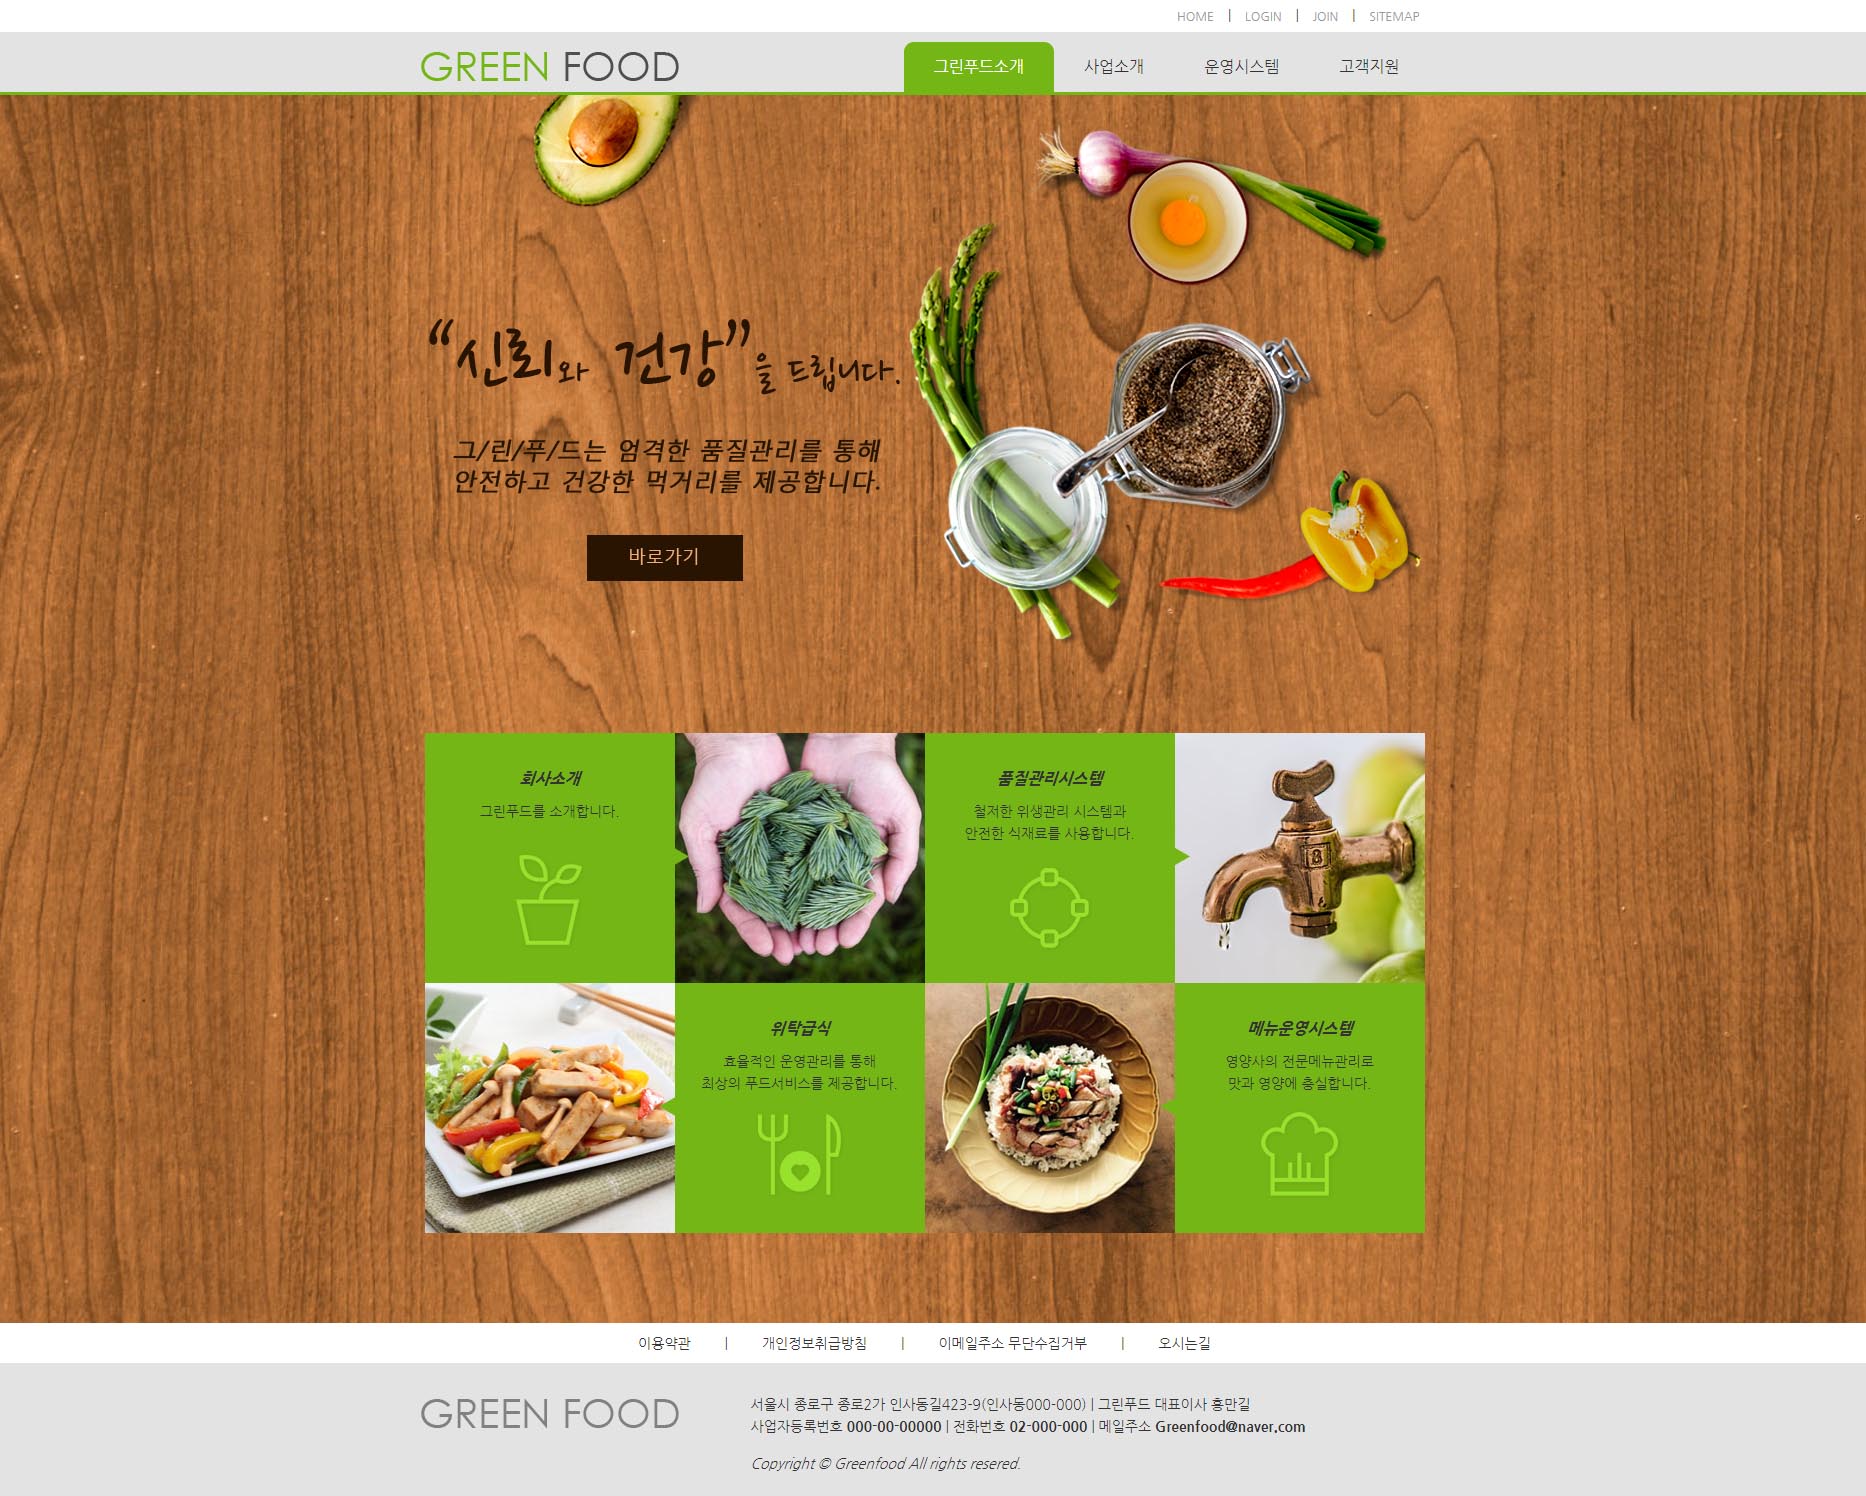 HOME | LOGIN | JOIN | SITEMAP
GREEN FOOD
그린푸드소개 사업소개 운영시스템 고객지원
“신뢰와 건강”을 드립니다.
그/린/푸/드는 엄격한 품질관리를 통해
안전하고 건강한 먹거리를 제공합니다.
바로가기
회사소개
그린푸드를 소개합니다.
품질관리시스템
철저한 위생관리 시스템과
안전한 식재료를 사용합니다.
위탁급식
효율적인 운영관리를 통해
최상의 푸드서비스를 제공합니다.
메뉴운영시스템
영양사의 전문메뉴관리로
맛과 영양에 충실합니다.
이용약관 | 개인정보취급방침 | 이메일주소 무단수집거부 | 오시는길
GREEN FOOD
서울시 종로구 종로2가 인사동길423-9(인사동000-000) | 그린푸드 대표이사 홍만길
사업자등록번호 000-00-00000 | 전화번호 02-000-000 | 메일주소 Greenfood@naver.com
Copyright © Greenfood All rights resered.